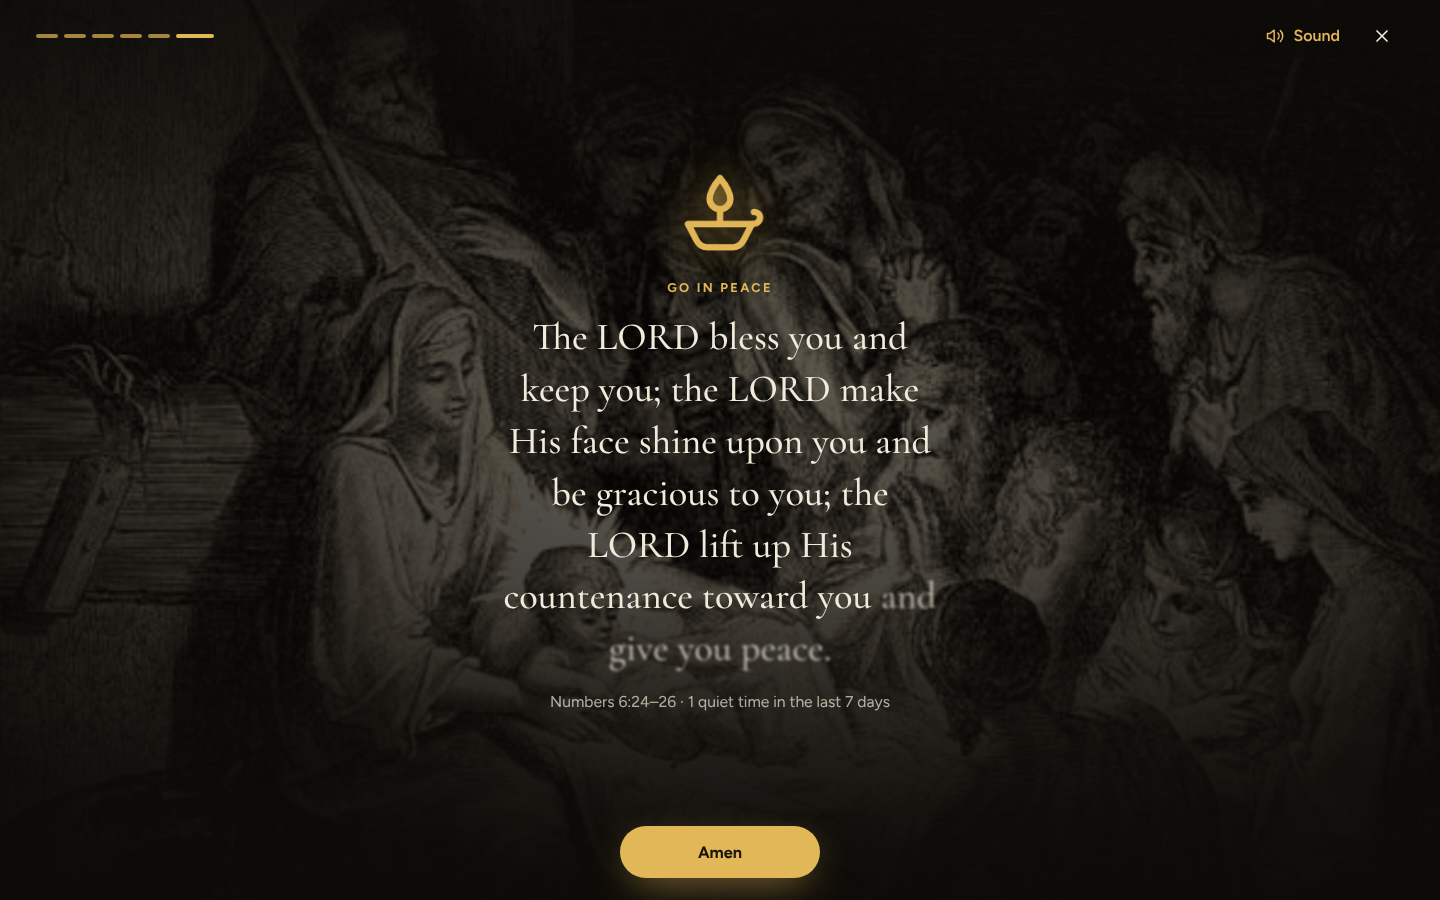 Sound
GO IN PEACE
The LORD bless you and
keep you; the LORD make
His face shine upon you and
be gracious to you; the
LORD lift up His
countenance toward you and
give you peace.
Numbers 6:24–26 · 1 quiet time in the last 7 days
Amen